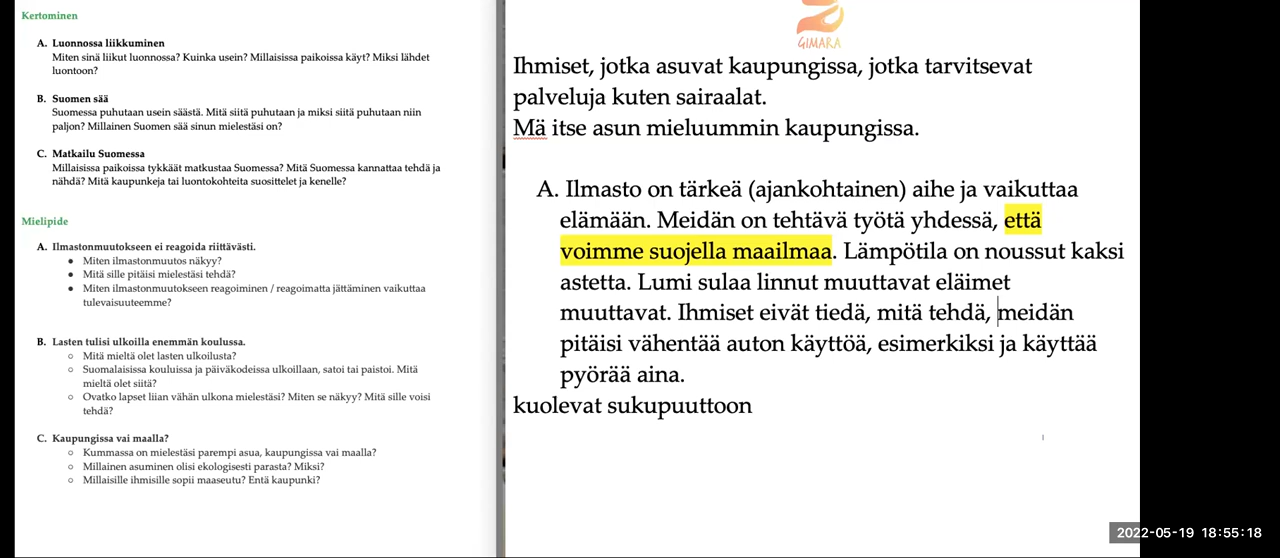 Kertominen
A. Luonnossa liikkuminen
Miten sinä liikut luonnossa? Kuinka usein? Millaisissa paikoissa käyt? Miksi lähdet
luontoon?
B. Suomen sää
Suomessa puhutaan usein säästä. Mitä siitä puhutaan ja miksi siitä puhutaan niin
paljon? Millainen Suomen sää sinun mielestäsi on?
C. Matkailu Suomessa
Millaisissa paikoissa tykkäät matkustaa Suomessa? Mitä Suomessa kannattaa tehdä ja
nähdä? Mitä kaupunkeja tai luontokohteita suosittelet ja kenelle?
Mielipide
A. Ilmastonmuutokseen ei reagoida riittävästi.
● Miten ilmastonmuutos näkyy?
● Mitä sille pitäisi mielestäsi tehdä?
● Miten ilmastonmuutokseen reagoiminen / reagoimatta jättäminen vaikuttaa
tulevaisuuteemme?
B. Lasten tulisi ulkoilla enemmän koulussa.
○ Mitä mieltä olet lasten ulkoilusta?
○ Suomalaisissa kouluissa ja päiväkodeissa ulkoillaan, satoi tai paistoi. Mitä
mieltä olet siitä?
○ Ovatko lapset liian vähän ulkona mielestäsi? Miten se näkyy? Mitä sille voisi
tehdä?
C. Kaupungissa vai maalla?
○ Kummassa on mielestäsi parempi asua, kaupungissa vai maalla?
○ Millainen asuminen olisi ekologisesti parasta? Miksi?
○ Millaisille ihmisille sopii maaseutu? Entä kaupunki?
GIMARA
Ihmiset, jotka asuvat kaupungissa, jotka tarvitsevat
palveluja kuten sairaalat.
Mä itse asun mieluummin kaupungissa.
A. Ilmasto on tärkeä (ajankohtainen) aihe ja vaikuttaa
elämään. Meidän on tehtävä työtä yhdessä, että
voimme suojella maailmaa. Lämpötila on noussut kaksi
astetta. Lumi sulaa linnut muuttavat eläimet
muuttavat. Ihmiset eivät tiedä, mitä tehdä, meidän
pitäisi vähentää auton käyttöä, esimerkiksi ja käyttää
pyörää aina.
kuolevat sukupuuttoon
2022-05-19 18:55:18